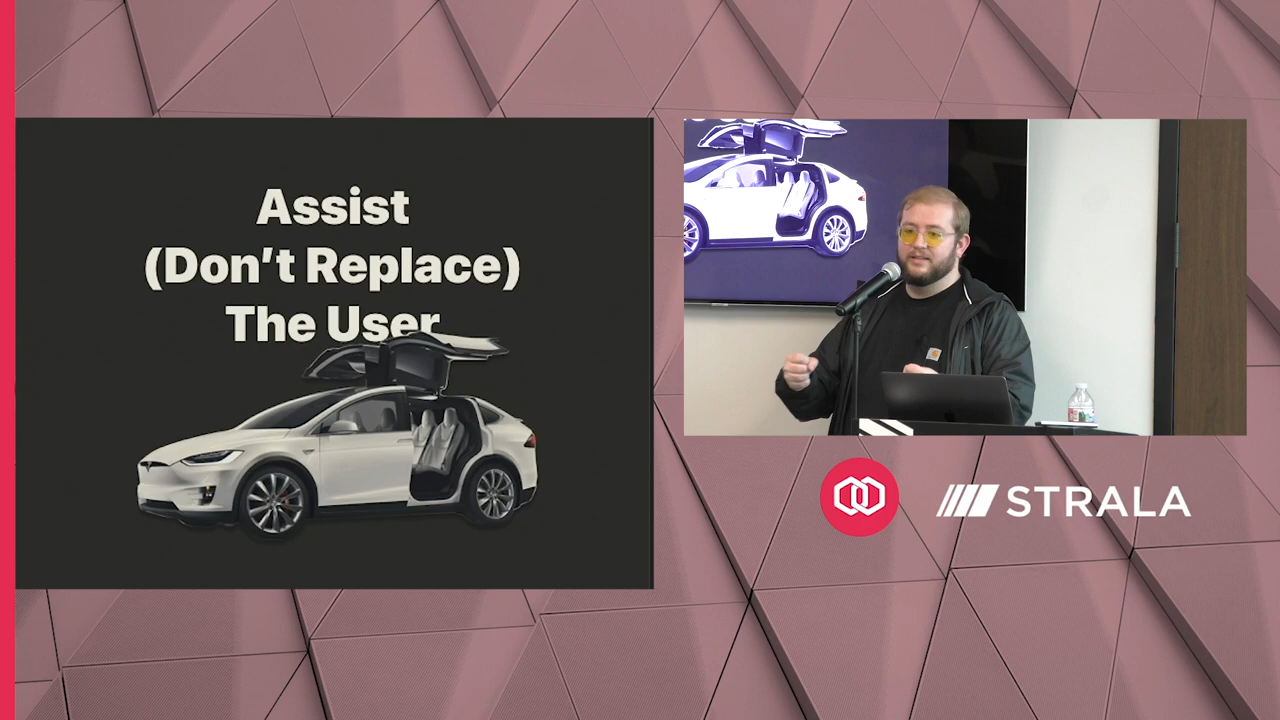 Assist
(Don’t Replace)
The User
STRALA